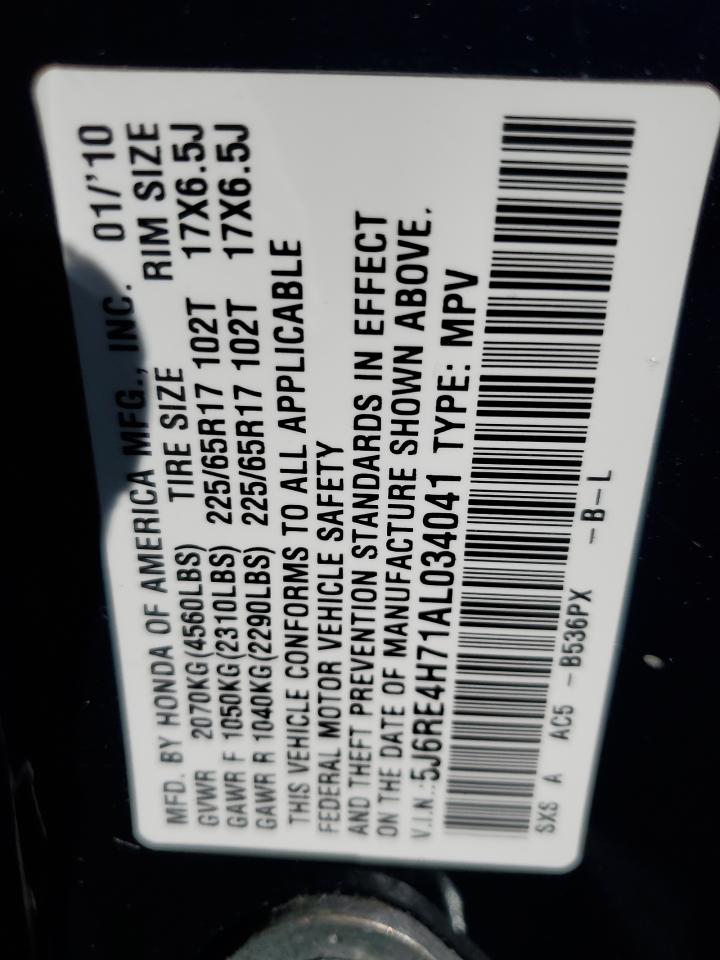 MFD. BY HONDA OF AMERICA MFG., INC. 01/'10
TIRE SIZE RIM SIZE
GVWR 2070KG(4560LBS)
GAWR F 1050KG(2310LBS) 225/65R17 102T 17X6.5J
GAWR R 1040KG(2290LBS) 225/65R17 102T 17X6.5J
THIS VEHICLE CONFORMS TO ALL APPLICABLE
FEDERAL MOTOR VEHICLE SAFETY
AND THEFT PREVENTION STANDARDS IN EFFECT
ON THE DATE OF MANUFACTURE SHOWN ABOVE.
V.I.N.:5J6RE4H71AL034041 TYPE: MPV
SXS A AC5 -B536PX -B-L